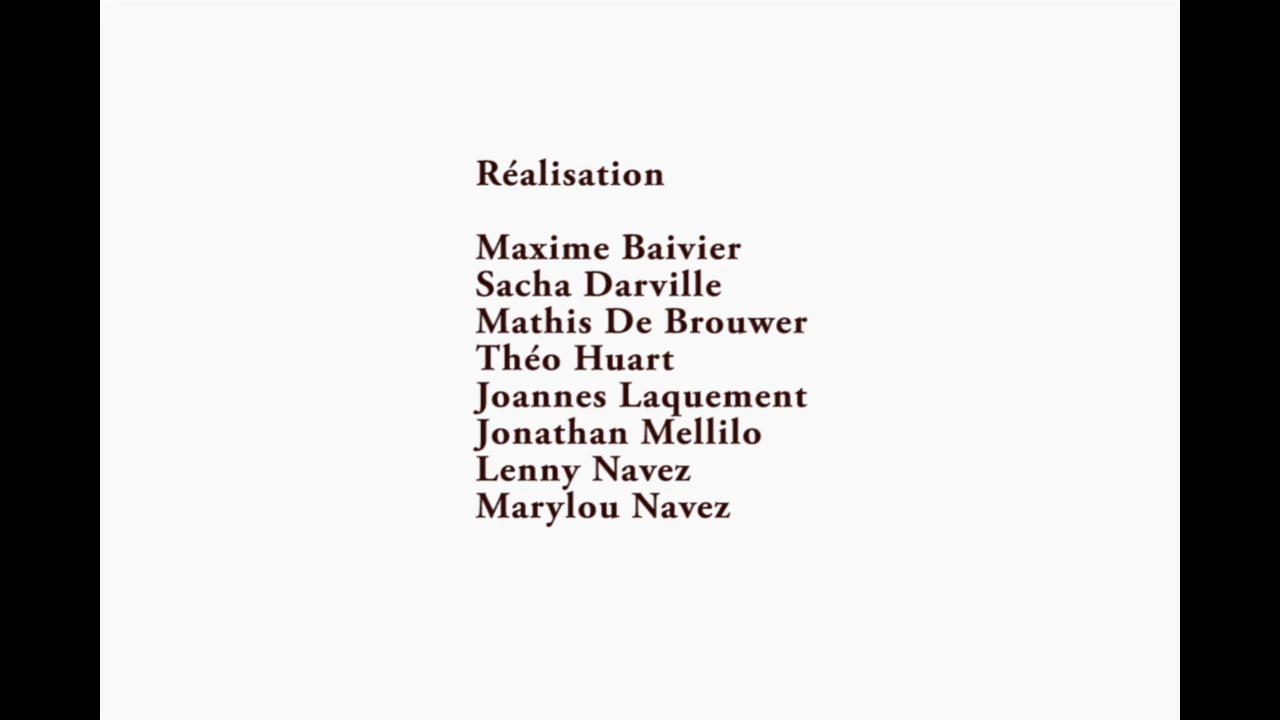 Réalisation
Maxime Baivier
Sacha Darville
Mathis De Brouwer
Théo Huart
Joannes Laquement
Jonathan Mellilo
Lenny Navez
Marylou Navez